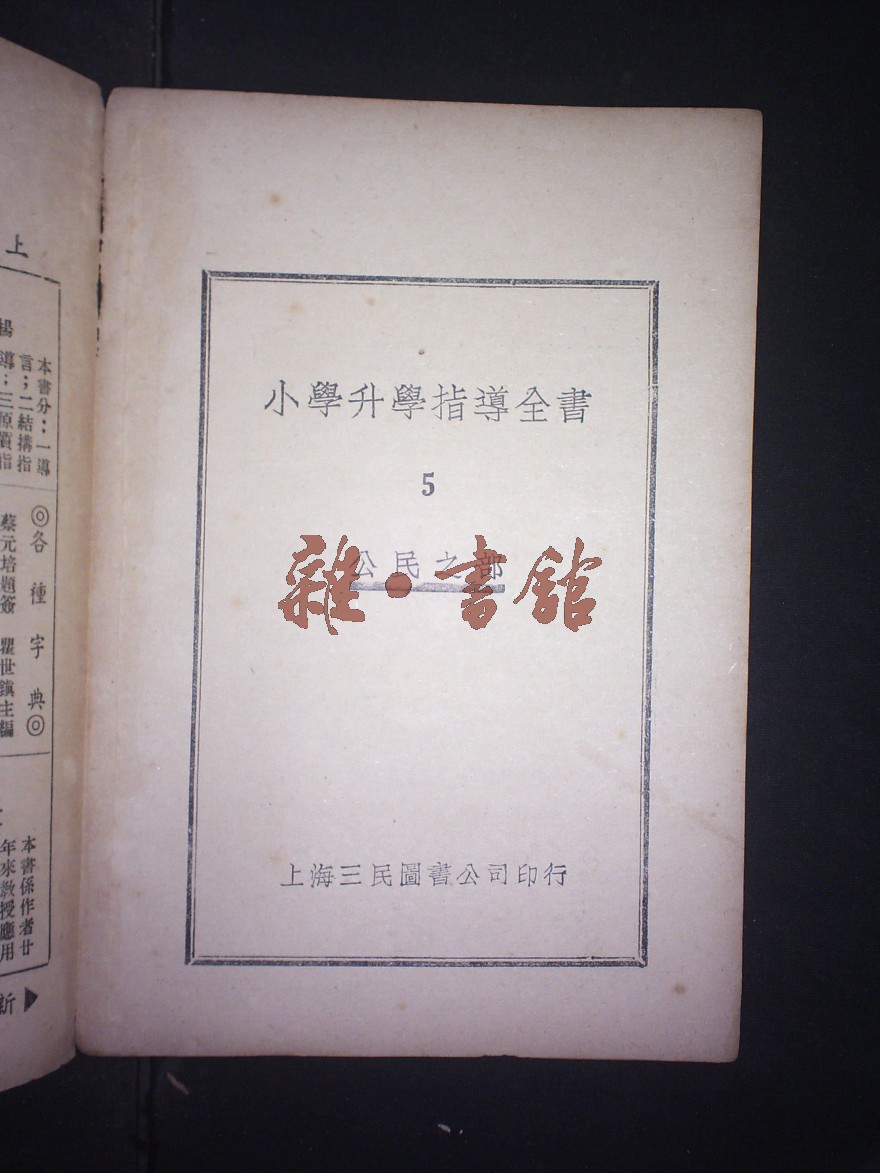 小學升學指導全書
5
公民之部
雜·書館
上海三民圖書公司印行
上
本書分：一導
言；二結構指
導；三原質指
◎各種字典◎
蔡元培題簽　瞿世鎮主編
本書係作者廿
年來教授應用
新